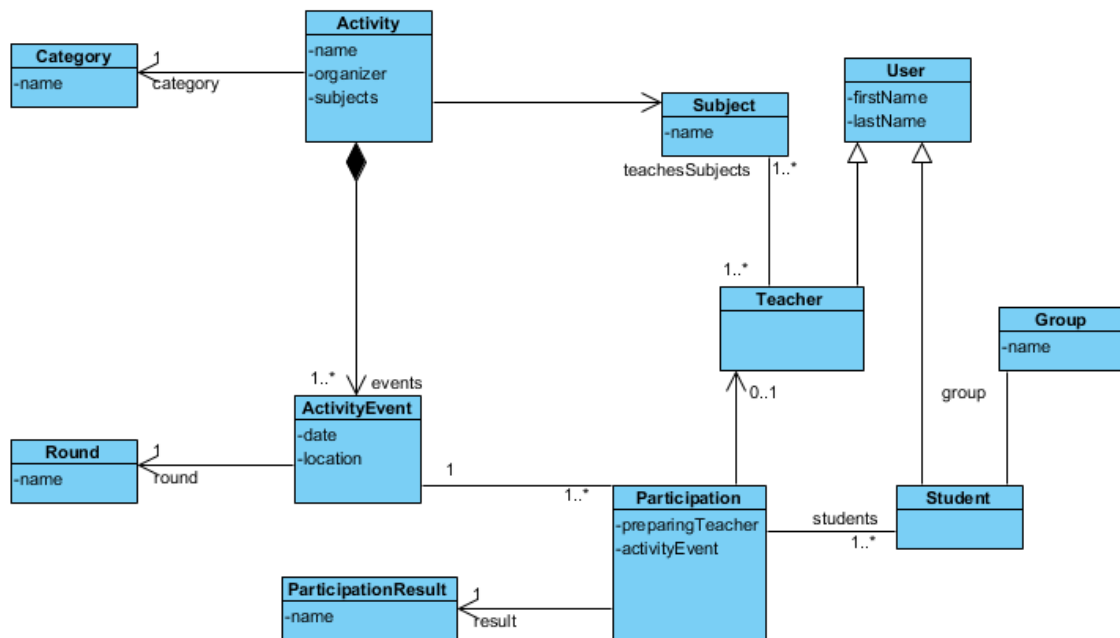 Activity
-name
-organizer
-subjects
Category
-name
1
category
User
-firstName
-lastName
Subject
-name
teachesSubjects
1..*
1..*
Teacher
Group
-name
group
0..1
1..*
events
ActivityEvent
-date
-location
Round
-name
1
round
1
1..*
Participation
-preparingTeacher
-activityEvent
students
1..*
Student
ParticipationResult
-name
1
result